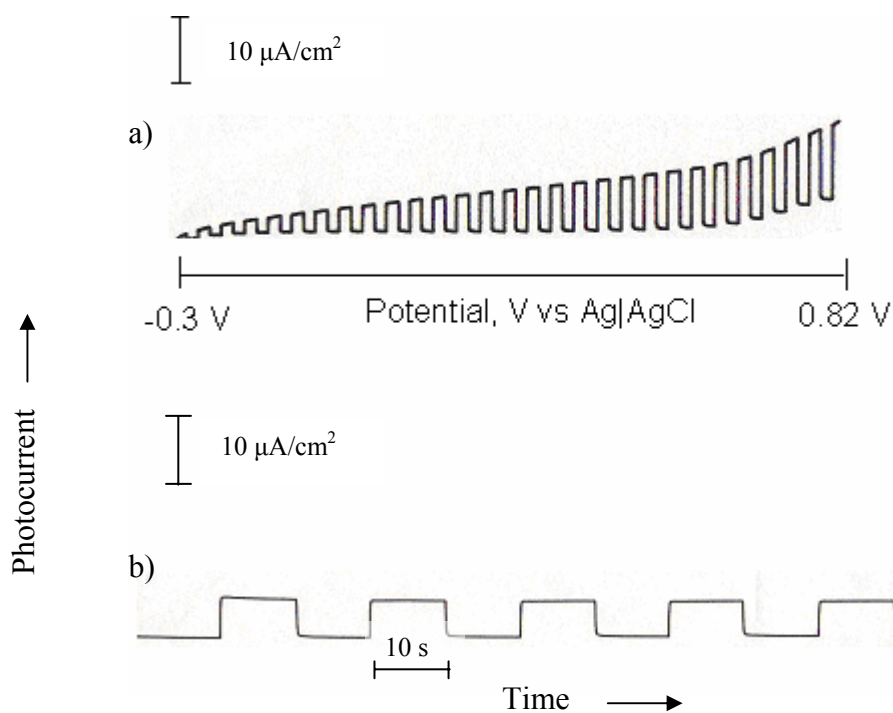 10 μA/cm²
a)
-0.3 V
Potential, V vs Ag|AgCl
0.82 V
Photocurrent
10 μA/cm²
b)
10 s
Time